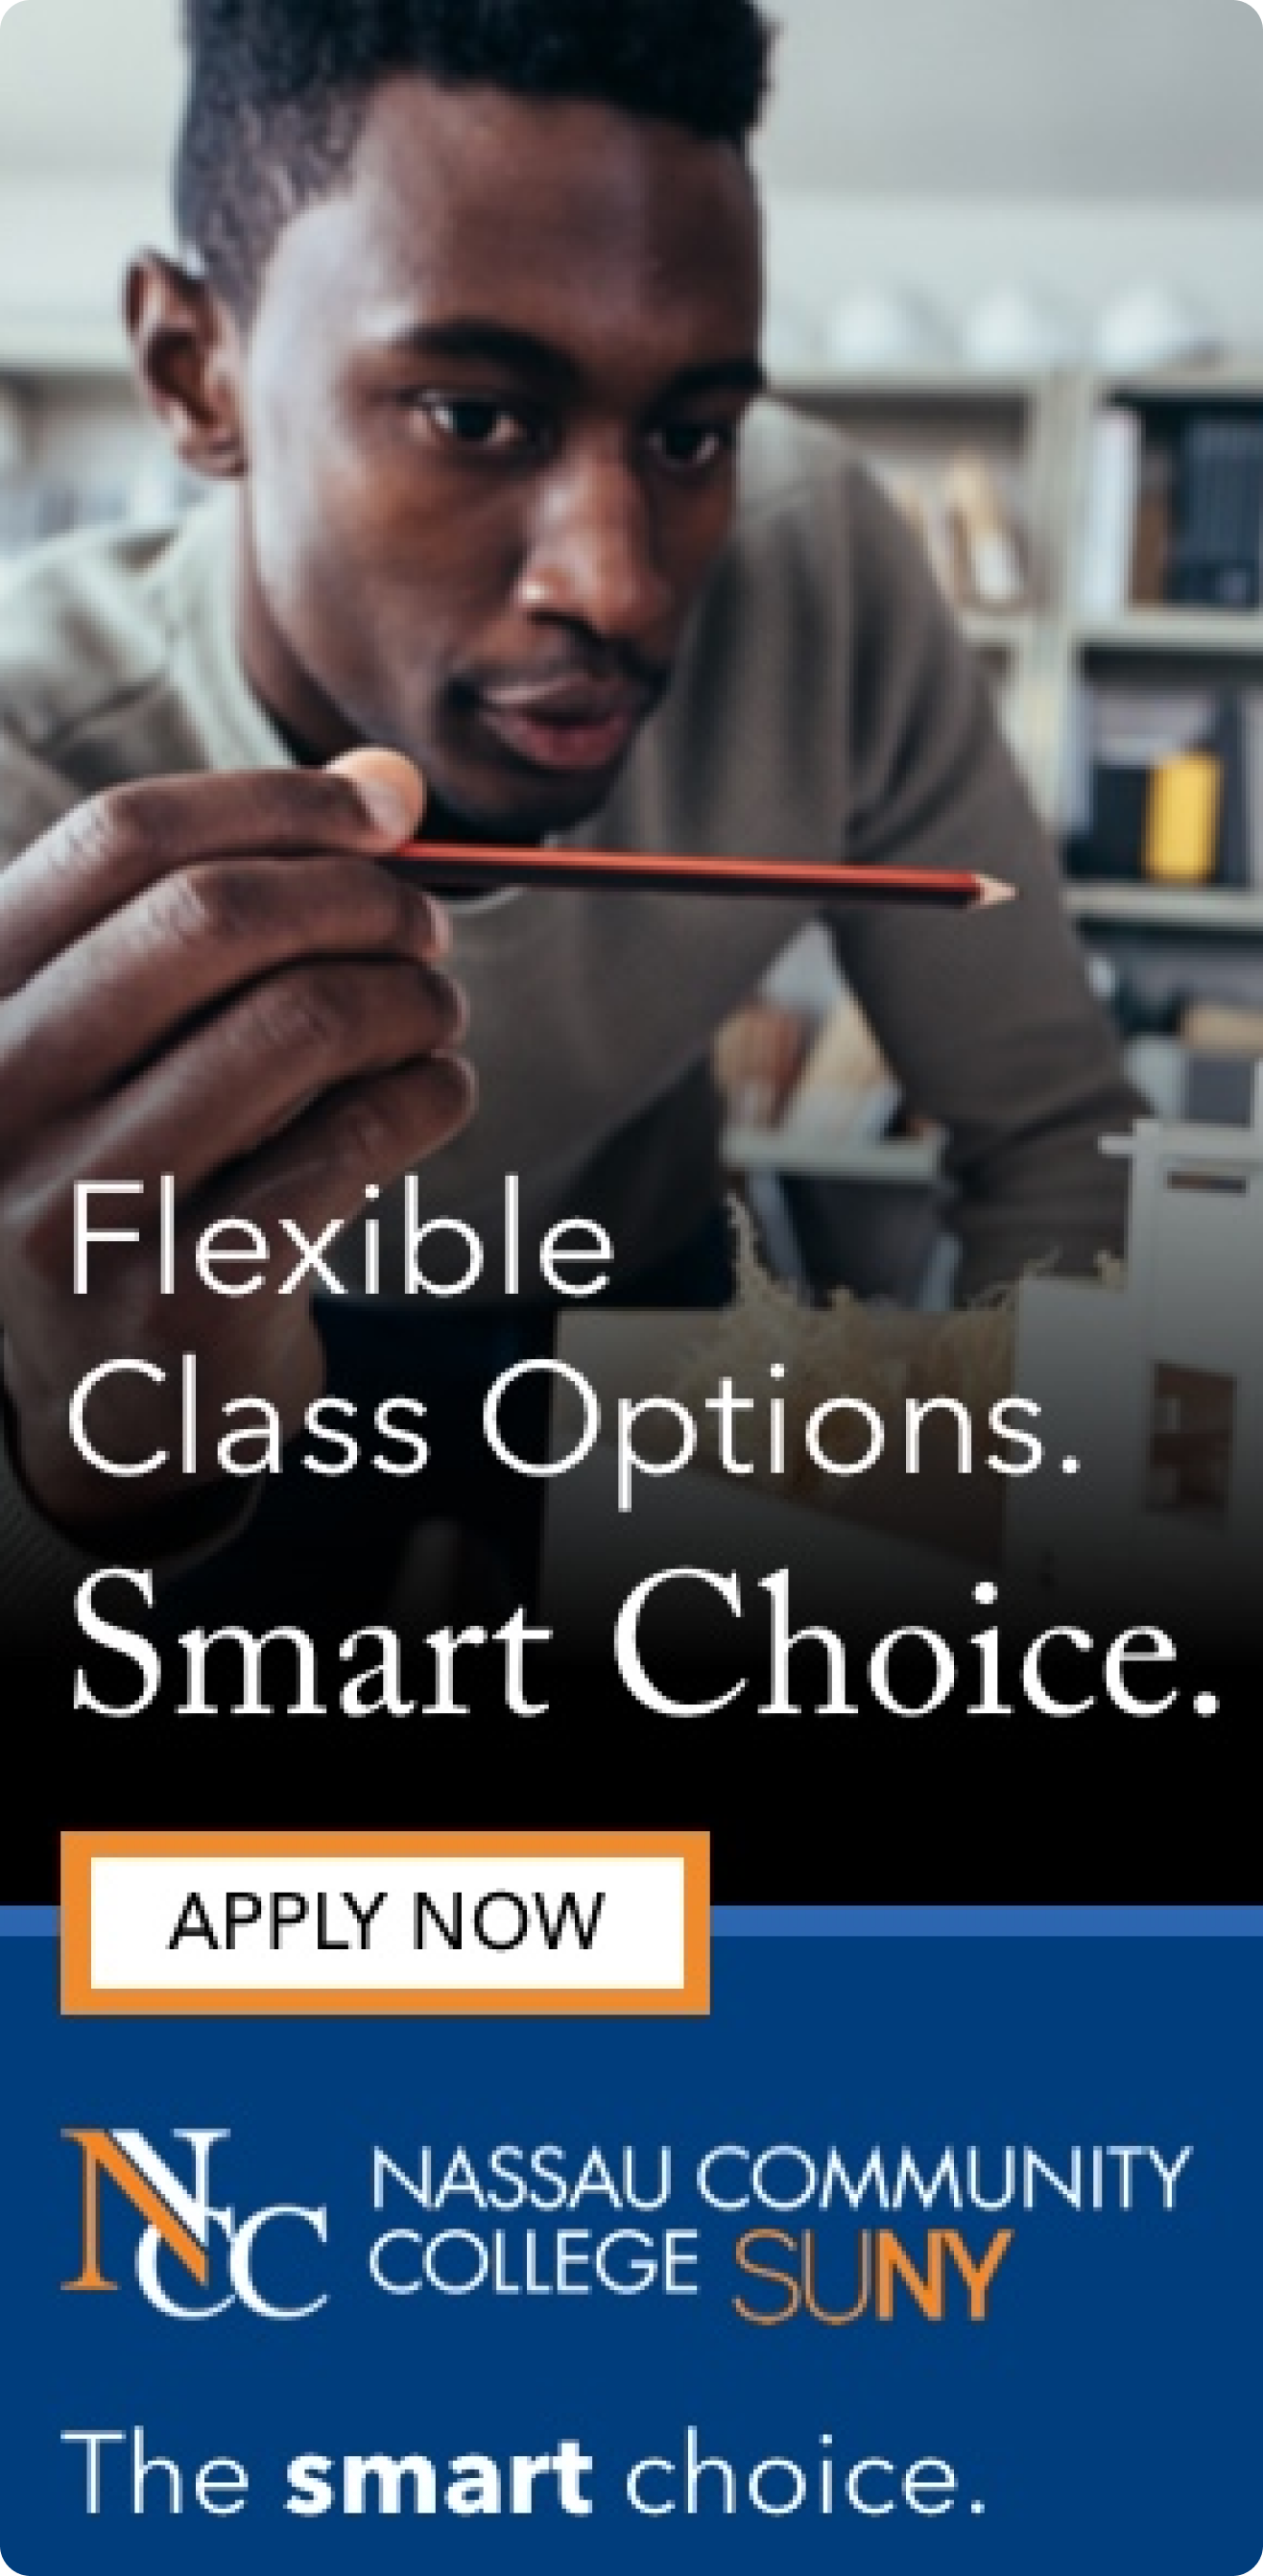 Flexible
Class Options.
Smart Choice.
APPLY NOW
NCC
NASSAU COMMUNITY
COLLEGE SUNY
The smart choice.